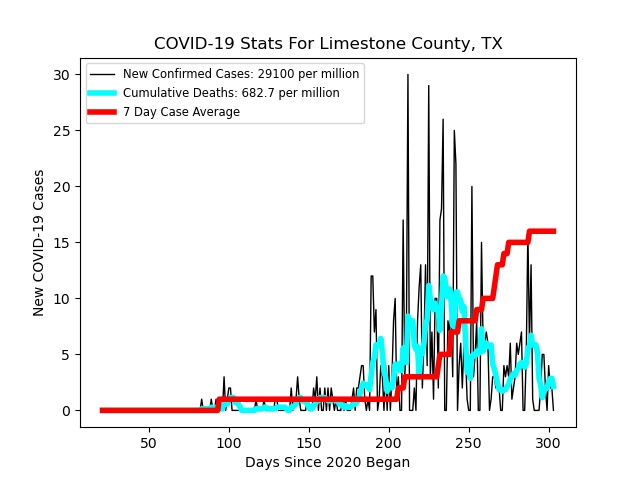 COVID-19 Stats For Limestone County, TX
New Confirmed Cases: 29100 per million
Cumulative Deaths: 682.7 per million
7 Day Case Average
New COVID-19 Cases
30
25
20
15
10
5
0
50 100 150 200 250 300
Days Since 2020 Began